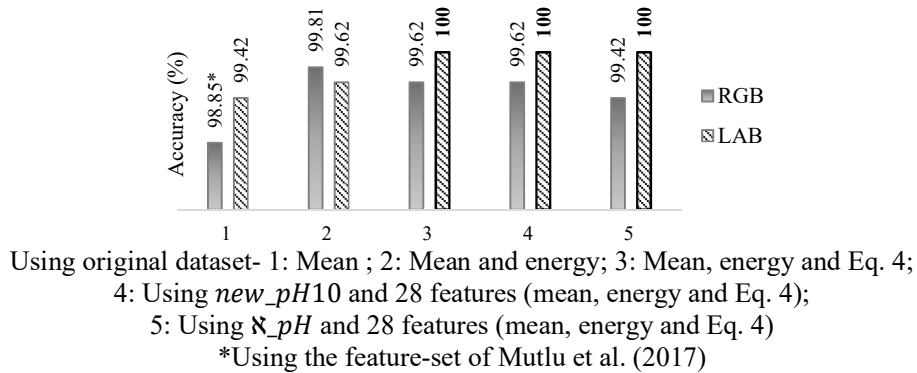 Accuracy (%)
98.85*
99.42
99.81
99.62
99.62
100
99.62
100
99.42
100
RGB
LAB
1 2 3 4 5
Using original dataset- 1: Mean ; 2: Mean and energy; 3: Mean, energy and Eq. 4;
4: Using new_pH10 and 28 features (mean, energy and Eq. 4);
5: Using ℵ_pH and 28 features (mean, energy and Eq. 4)
*Using the feature-set of Mutlu et al. (2017)